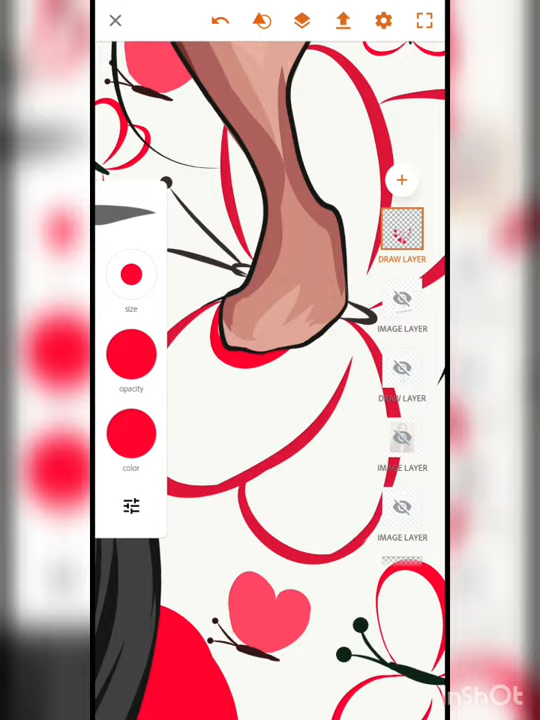 DRAW LAYER
size
IMAGE LAYER
opacity
DRAW LAYER
color
IMAGE LAYER
IMAGE LAYER
InShOt